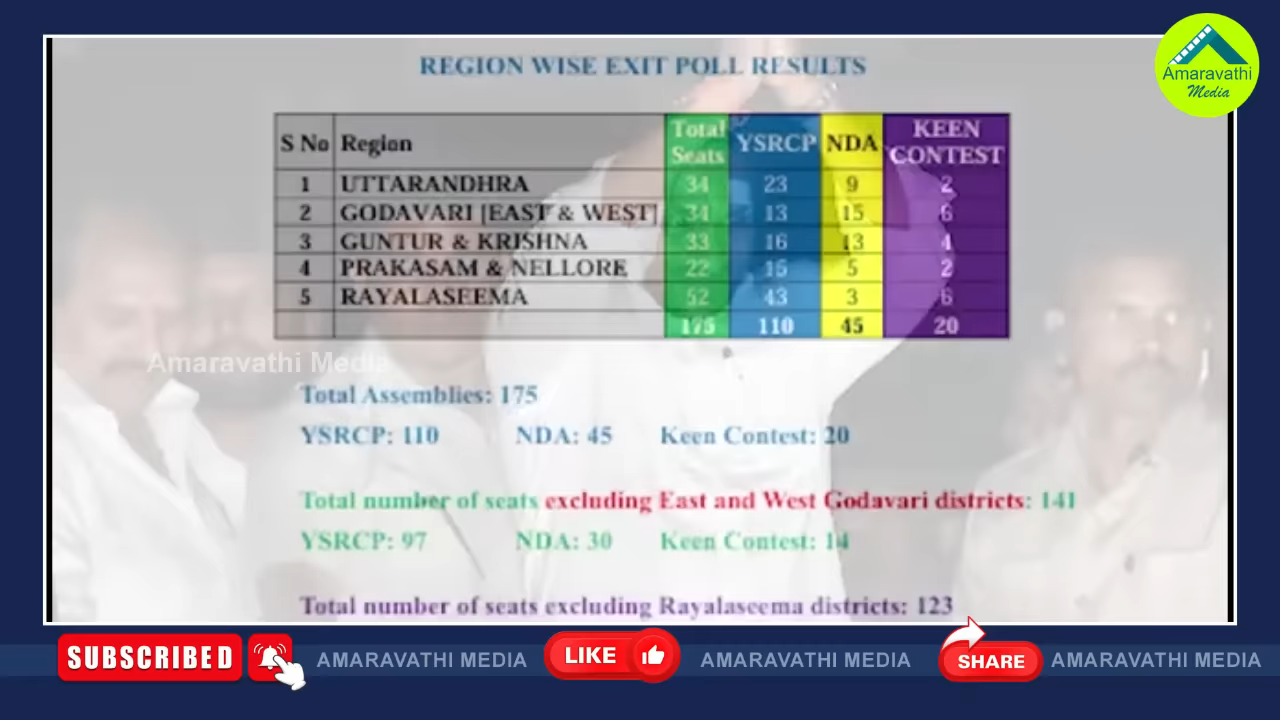 Amaravathi
Media
REGION WISE EXIT POLL RESULTS
S No Region Total Seats YSRCP NDA KEEN CONTEST
1 UTTARANDHRA 34 23 9 2
2 GODAVARI [EAST & WEST] 34 13 15 6
3 GUNTUR & KRISHNA 33 16 13 4
4 PRAKASAM & NELLORE 22 15 5 2
5 RAYALASEEMA 52 43 3 6
175 110 45 20
Amaravathi Media
Total Assemblies: 175
YSRCP: 110 NDA: 45 Keen Contest: 20
Total number of seats excluding East and West Godavari districts: 141
YSRCP: 97 NDA: 30 Keen Contest: 14
Total number of seats excluding Rayalaseema districts: 123
SUBSCRIBED AMARAVATHI MEDIA LIKE AMARAVATHI MEDIA SHARE AMARAVATHI MEDIA